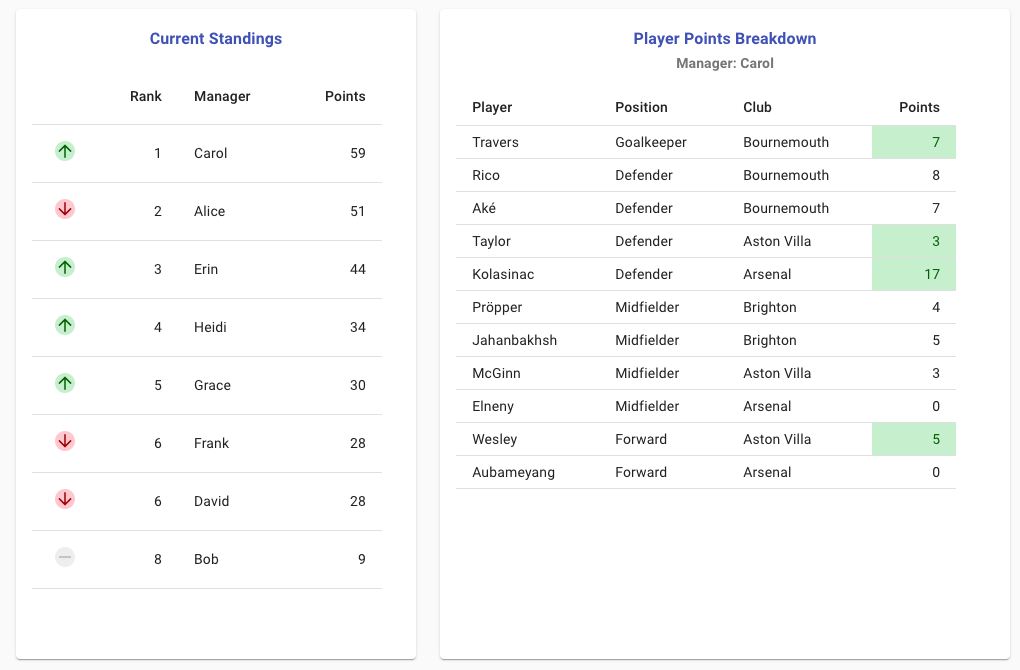 Current Standings
Rank Manager Points
1 Carol 59
2 Alice 51
3 Erin 44
4 Heidi 34
5 Grace 30
6 Frank 28
6 David 28
8 Bob 9
Player Points Breakdown
Manager: Carol
Player Position Club Points
Travers Goalkeeper Bournemouth 7
Rico Defender Bournemouth 8
Aké Defender Bournemouth 7
Taylor Defender Aston Villa 3
Kolasinac Defender Arsenal 17
Pröpper Midfielder Brighton 4
Jahanbakhsh Midfielder Brighton 5
McGinn Midfielder Aston Villa 3
Elneny Midfielder Arsenal 0
Wesley Forward Aston Villa 5
Aubameyang Forward Arsenal 0